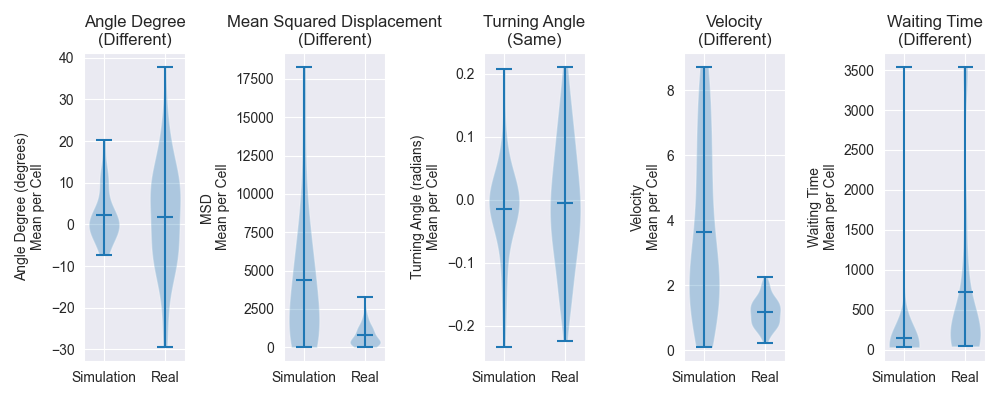 Angle Degree
(Different)
Angle Degree (degrees)
Mean per Cell
40
30
20
10
0
−10
−20
−30
Simulation
Real
Mean Squared Displacement
(Different)
MSD
Mean per Cell
17500
15000
12500
10000
7500
5000
2500
0
Simulation
Real
Turning Angle
(Same)
Turning Angle (radians)
Mean per Cell
0.2
0.1
0.0
−0.1
−0.2
Simulation
Real
Velocity
(Different)
Velocity
Mean per Cell
8
6
4
2
0
Simulation
Real
Waiting Time
(Different)
Waiting Time
Mean per Cell
3500
3000
2500
2000
1500
1000
500
0
Simulation
Real